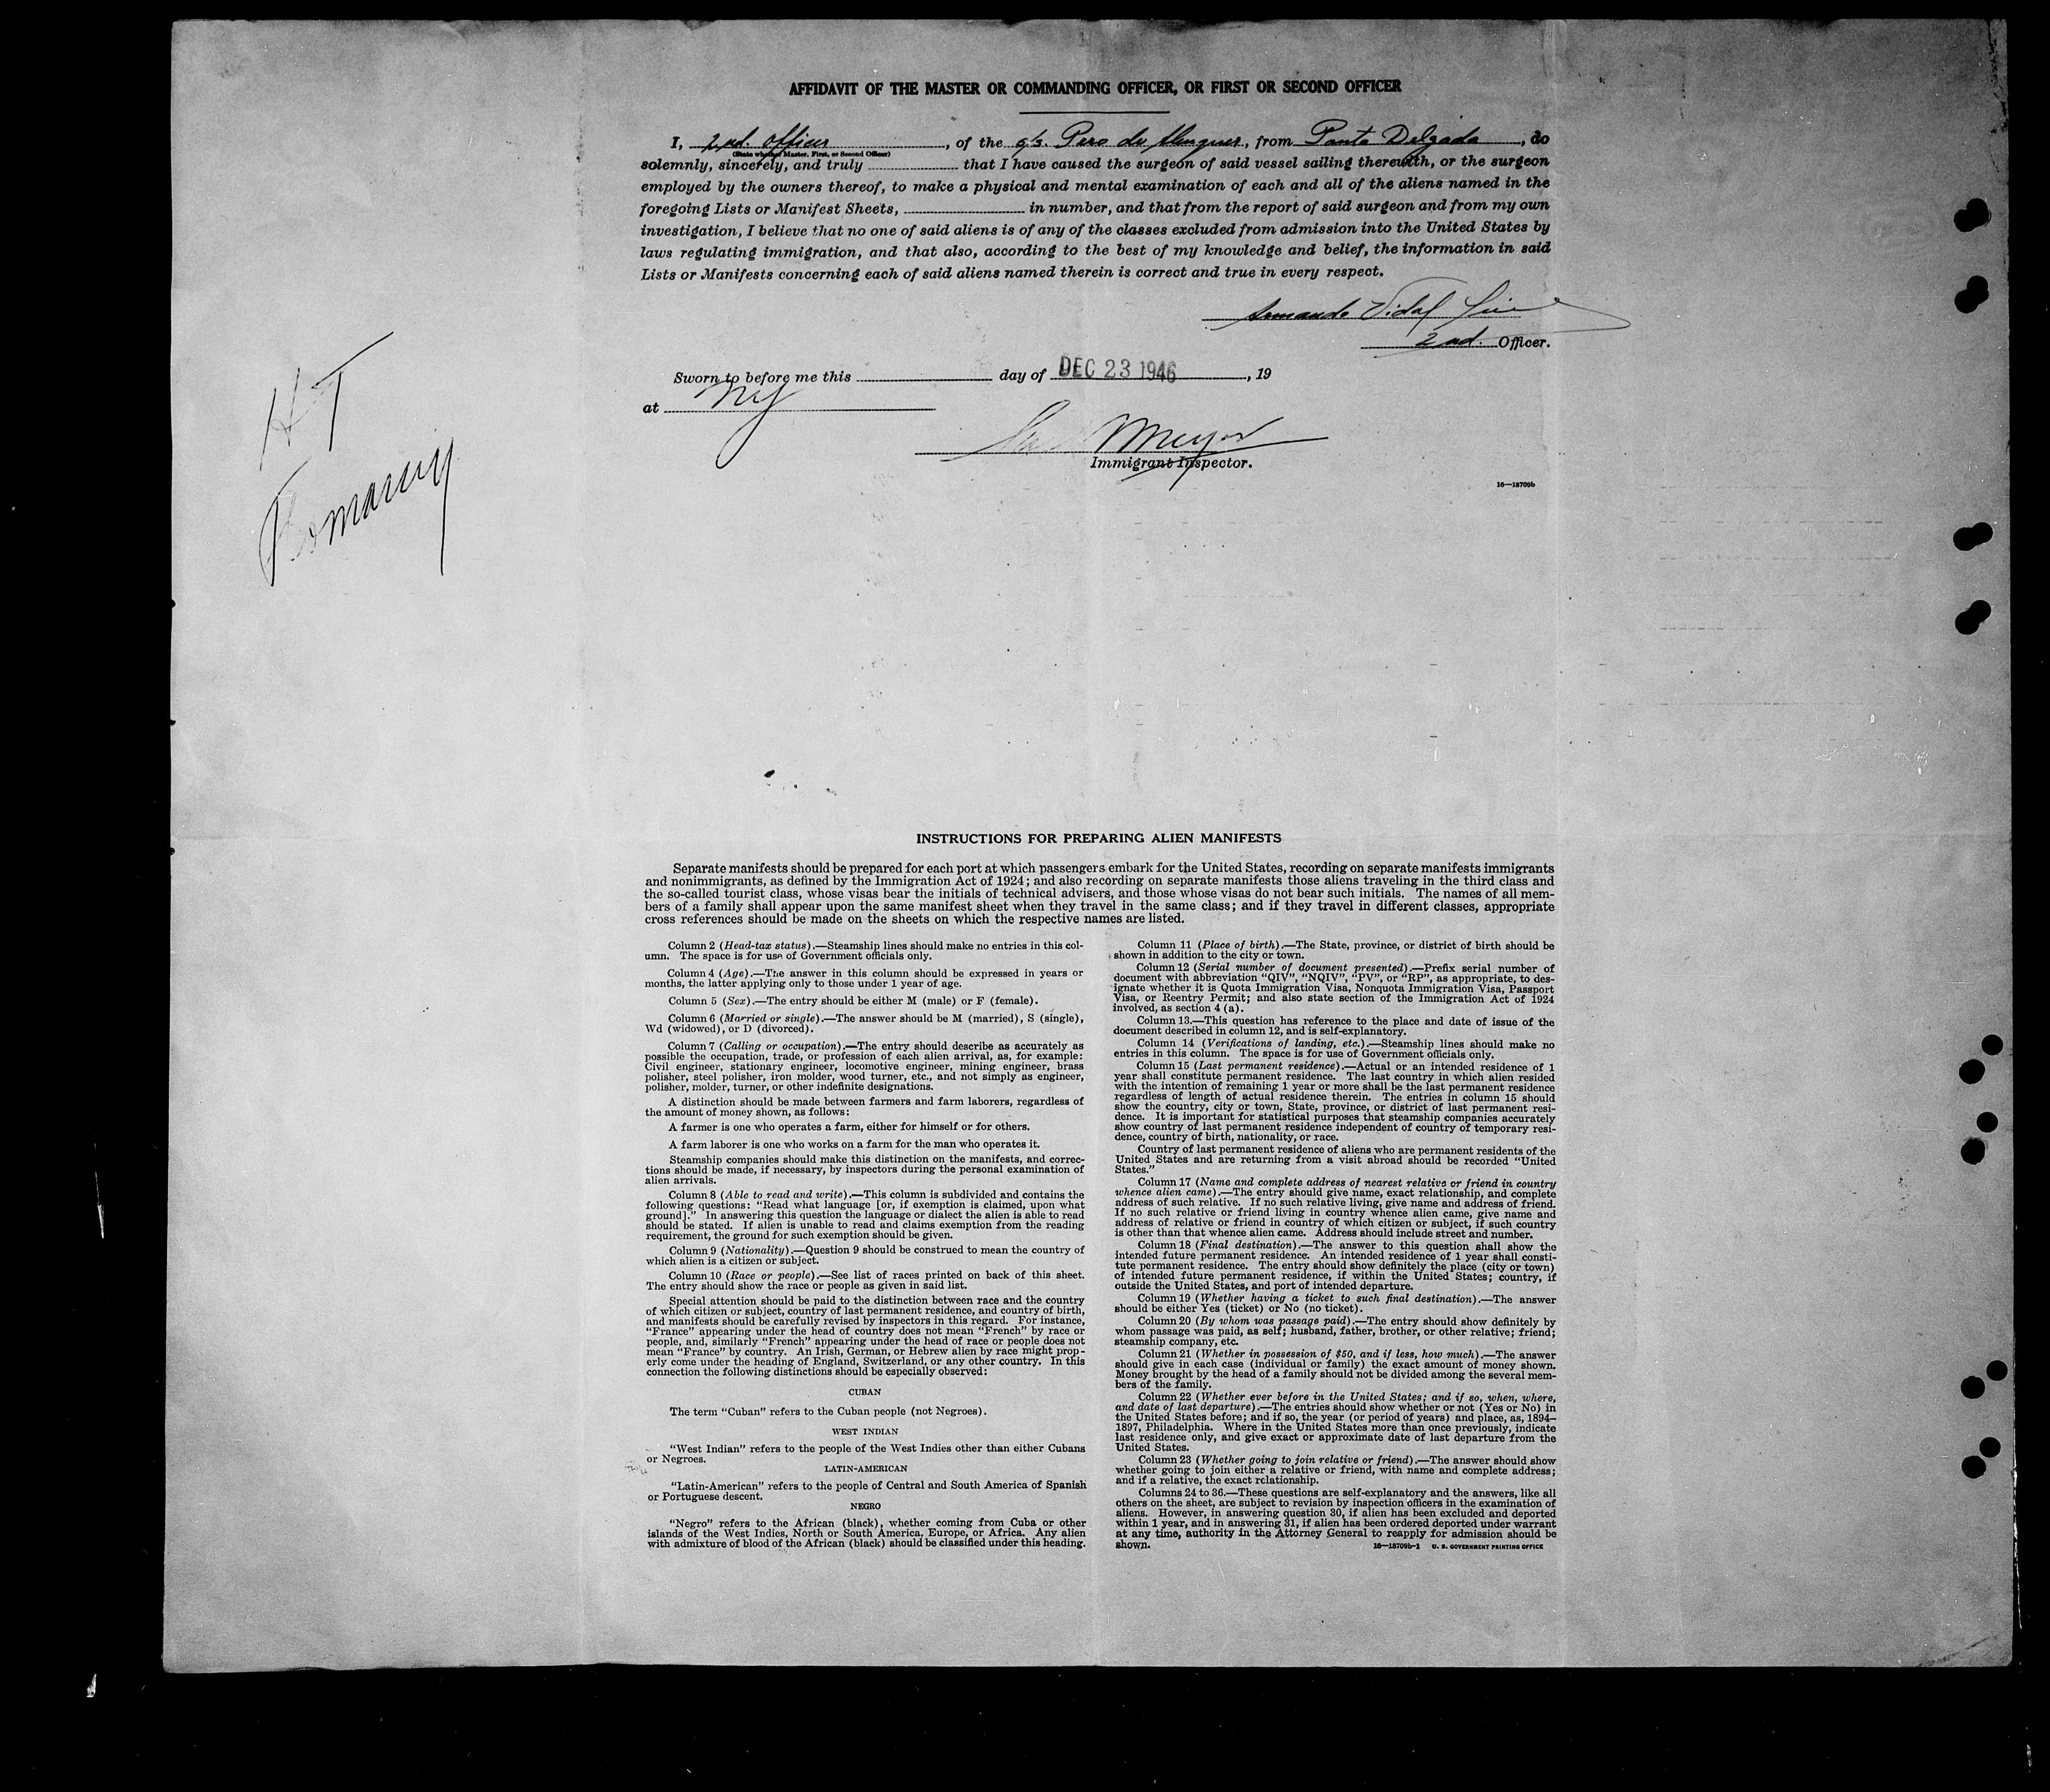 AFFIDAVIT OF THE MASTER OR COMMANDING OFFICER, OR FIRST OR SECOND OFFICER
I, 2nd. Officer, of the s/s. Pero de , from Ponta Delgada, do
(State whether Master, First, or Second Officer)
solemnly, sincerely, and truly that I have caused the surgeon of said vessel sailing therewith, or the surgeon
employed by the owners thereof, to make a physical and mental examination of each and all of the aliens named in the
foregoing Lists or Manifest Sheets, in number, and that from the report of said surgeon and from my own
investigation, I believe that no one of said aliens is of any of the classes excluded from admission into the United States by
laws regulating immigration, and that also, according to the best of my knowledge and belief, the information in said
Lists or Manifests concerning each of said aliens named therein is correct and true in every respect.
Armando Vidal
2nd. Officer.
Sworn to before me this day of DEC 23 1946, 19
at NY
Immigrant Inspector.
16—18709b
HT
INSTRUCTIONS FOR PREPARING ALIEN MANIFESTS
Separate manifests should be prepared for each port at which passengers embark for the United States, recording on separate manifests immigrants
and nonimmigrants, as defined by the Immigration Act of 1924; and also recording on separate manifests those aliens traveling in the third class and
the so-called tourist class, whose visas bear the initials of technical advisers, and those whose visas do not bear such initials. The names of all mem-
bers of a family shall appear upon the same manifest sheet when they travel in the same class; and if they travel in different classes, appropriate
cross references should be made on the sheets on which the respective names are listed.
Column 2 (Head-tax status).—Steamship lines should make no entries in this col-
umn. The space is for use of Government officials only.
Column 4 (Age).—The answer in this column should be expressed in years or
months, the latter applying only to those under 1 year of age.
Column 5 (Sex).—The entry should be either M (male) or F (female).
Column 6 (Married or single).—The answer should be M (married), S (single),
Wd (widowed), or D (divorced).
Column 7 (Calling or occupation).—The entry should describe as accurately as
possible the occupation, trade, or profession of each alien arrival, as, for example:
Civil engineer, stationary engineer, locomotive engineer, mining engineer, brass
polisher, steel polisher, iron molder, wood turner, etc., and not simply as engineer,
polisher, molder, turner, or other indefinite designations.
A distinction should be made between farmers and farm laborers, regardless of
the amount of money shown, as follows:
A farmer is one who operates a farm, either for himself or for others.
A farm laborer is one who works on a farm for the man who operates it.
Steamship companies should make this distinction on the manifests, and correc-
tions should be made, if necessary, by inspectors during the personal examination of
alien arrivals.
Column 8 (Able to read and write).—This column is subdivided and contains the
following questions: “Read what language [or, if exemption is claimed, upon what
ground].” In answering this question the language or dialect the alien is able to read
should be stated. If alien is unable to read and claims exemption from the reading
requirement, the ground for such exemption should be given.
Column 9 (Nationality).—Question 9 should be construed to mean the country of
which alien is a citizen or subject.
Column 10 (Race or people).—See list of races printed on back of this sheet.
The entry should show the race or people as given in said list.
Special attention should be paid to the distinction between race and the country
of which citizen or subject, country of last permanent residence, and country of birth,
and manifests should be carefully revised by inspectors in this regard. For instance,
“France” appearing under the head of country does not mean “French” by race or
people, and, similarly “French” appearing under the head of race or people does not
mean “France” by country. An Irish, German, or Hebrew alien by race might prop-
erly come under the heading of England, Switzerland, or any other country. In this
connection the following distinctions should be especially observed:
CUBAN
The term “Cuban” refers to the Cuban people (not Negroes).
WEST INDIAN
“West Indian” refers to the people of the West Indies other than either Cubans
or Negroes.
LATIN-AMERICAN
“Latin-American” refers to the people of Central and South America of Spanish
or Portuguese descent.
NEGRO
“Negro” refers to the African (black), whether coming from Cuba or other
islands of the West Indies, North or South America, Europe, or Africa. Any alien
with admixture of blood of the African (black) should be classified under this heading.
Column 11 (Place of birth).—The State, province, or district of birth should be
shown in addition to the city or town.
Column 12 (Serial number of document presented).—Prefix serial number of
document with abbreviation “QIV”, “NQIV”, “PV”, or “RP”, as appropriate, to des-
ignate whether it is Quota Immigration Visa, Nonquota Immigration Visa, Passport
Visa, or Reentry Permit; and also state section of the Immigration Act of 1924
involved, as section 4 (a).
Column 13.—This question has reference to the place and date of issue of the
document described in column 12, and is self-explanatory.
Column 14 (Verifications of landing, etc.).—Steamship lines should make no
entries in this column. The space is for use of Government officials only.
Column 15 (Last permanent residence).—Actual or an intended residence of 1
year shall constitute permanent residence. The last country in which alien resided
with the intention of remaining 1 year or more shall be the last permanent residence
regardless of length of actual residence therein. The entries in column 15 should
show the country, city or town, State, province, or district of last permanent resi-
dence. It is important for statistical purposes that steamship companies accurately
show country of last permanent residence independent of country of temporary resi-
dence, country of birth, nationality, or race.
Country of last permanent residence of aliens who are permanent residents of the
United States and are returning from a visit abroad should be recorded “United
States.”
Column 17 (Name and complete address of nearest relative or friend in country
whence alien came).—The entry should give name, exact relationship, and complete
address of such relative. If no such relative living, give name and address of friend.
If no such relative or friend living in country whence alien came, give name and
address of relative or friend in country of which citizen or subject, if such country
is other than that whence alien came. Address should include street and number.
Column 18 (Final destination).—The answer to this question shall show the
intended future permanent residence. An intended residence of 1 year shall consti-
tute permanent residence. The entry should show definitely the place (city or town)
of intended future permanent residence, if within the United States; country, if
outside the United States, and port of intended departure.
Column 19 (Whether having a ticket to such final destination).—The answer
should be either Yes (ticket) or No (no ticket).
Column 20 (By whom was passage paid).—The entry should show definitely by
whom passage was paid, as self; husband, father, brother, or other relative; friend;
steamship company, etc.
Column 21 (Whether in possession of $50, and if less, how much).—The answer
should give in each case (individual or family) the exact amount of money shown.
Money brought by the head of a family should not be divided among the several mem-
bers of the family.
Column 22 (Whether ever before in the United States; and if so, when, where,
and date of last departure).—The entries should show whether or not (Yes or No) in
the United States before; and if so, the year (or period of years) and place, as, 1894–
1897, Philadelphia. Where in the United States more than once previously, indicate
last residence only, and give exact or approximate date of last departure from the
United States.
Column 23 (Whether going to join relative or friend).—The answer should show
whether going to join either a relative or friend, with name and complete address;
and if a relative, the exact relationship.
Columns 24 to 36.—These questions are self-explanatory and the answers, like all
others on the sheet, are subject to revision by inspection officers in the examination of
aliens. However, in answering question 30, if alien has been excluded and deported
within 1 year, and in answering 31, if alien has been ordered deported under warrant
at any time, authority in the Attorney General to reapply for admission should be
shown.
16—18709b-1 U. S. GOVERNMENT PRINTING OFFICE